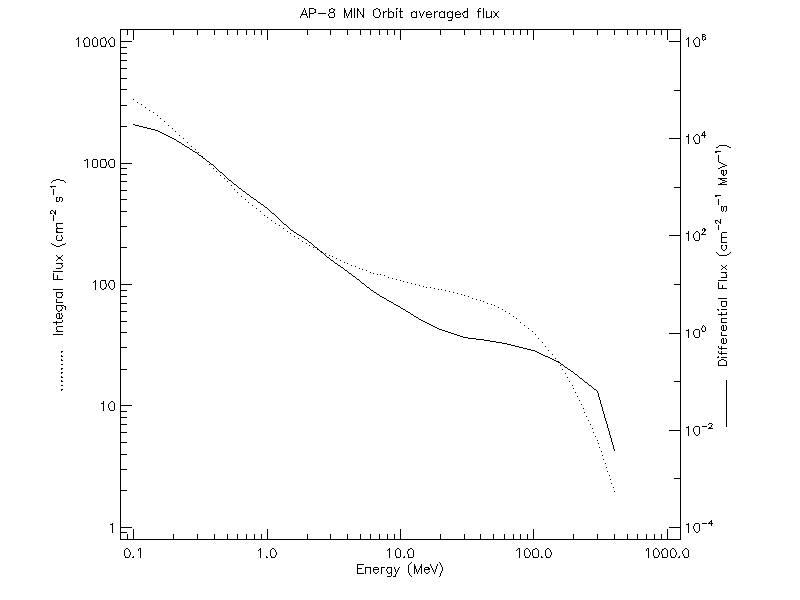 AP-8 MIN Orbit averaged flux
10000
1000
100
10
1
Integral Flux (cm⁻² s⁻¹)
10⁶
10⁴
10²
10⁰
10⁻²
10⁻⁴
Differential Flux (cm⁻² s⁻¹ MeV⁻¹)
0.1 1.0 10.0 100.0 1000.0
Energy (MeV)